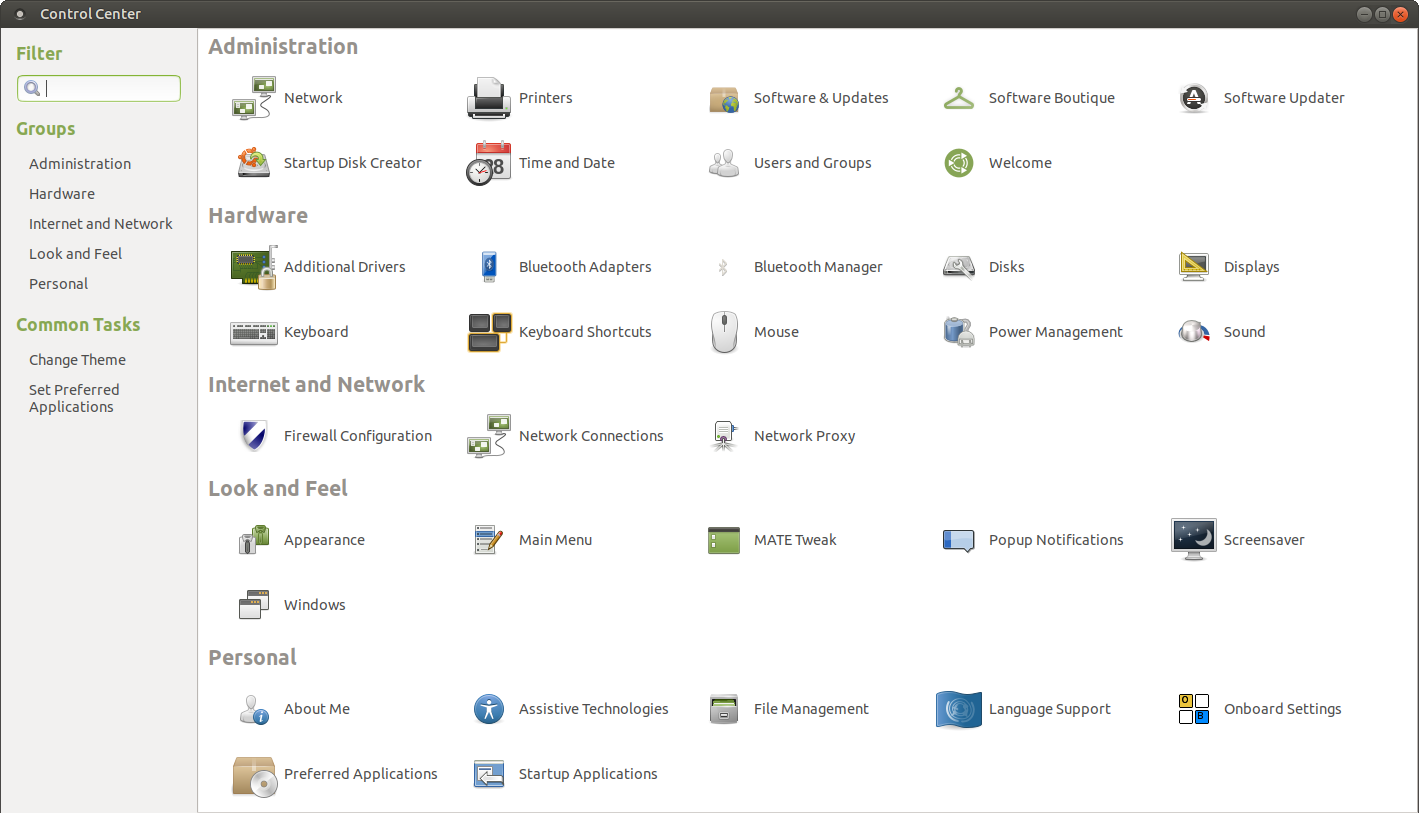 Control Center
Filter
Groups
Administration
Hardware
Internet and Network
Look and Feel
Personal
Common Tasks
Change Theme
Set Preferred
Applications
Administration
Network
Printers
Software & Updates
Software Boutique
Software Updater
Startup Disk Creator
28
Time and Date
Users and Groups
Welcome
Hardware
Additional Drivers
Bluetooth Adapters
Bluetooth Manager
Disks
Displays
Keyboard
Keyboard Shortcuts
Mouse
Power Management
Sound
Internet and Network
Firewall Configuration
Network Connections
Network Proxy
Look and Feel
Appearance
Main Menu
MATE Tweak
Popup Notifications
Screensaver
Windows
Personal
About Me
Assistive Technologies
File Management
Language Support
O
B
Onboard Settings
Preferred Applications
Startup Applications